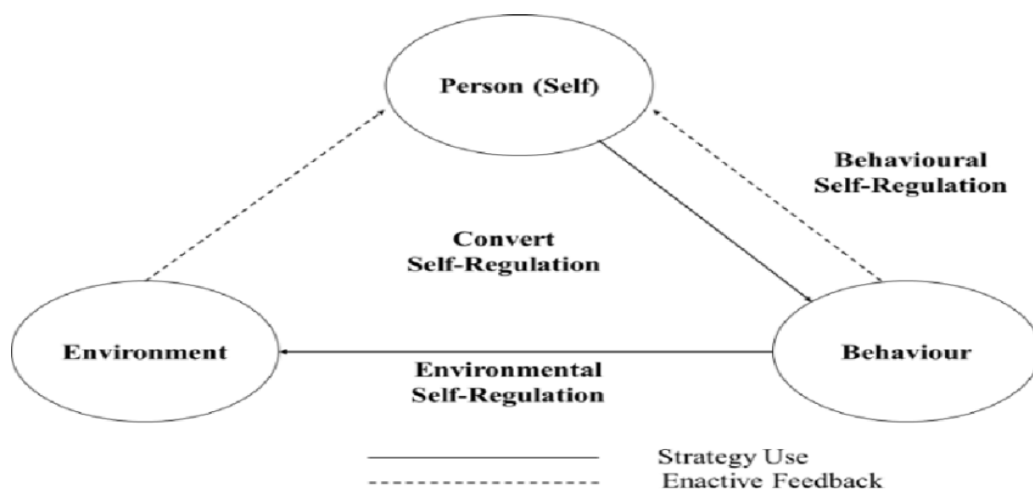 Person (Self)
Behavioural
Self-Regulation
Convert
Self-Regulation
Environment
Behaviour
Environmental
Self-Regulation
Strategy Use
Enactive Feedback